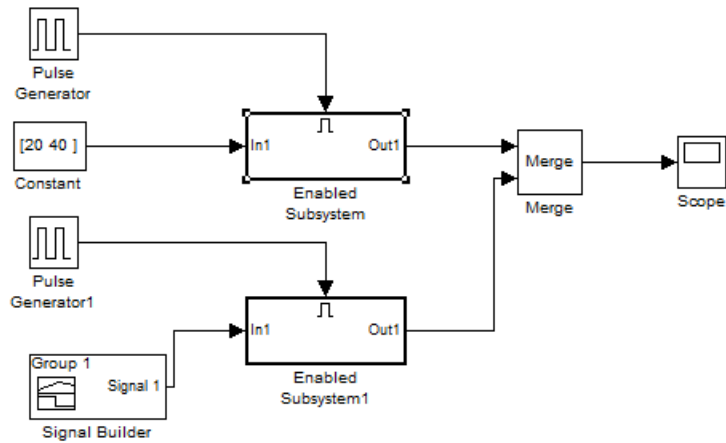 Pulse
Generator
[20 40 ]
Constant
In1
Out1
Enabled
Subsystem
Merge
Merge
Scope
Pulse
Generator1
In1
Out1
Enabled
Subsystem1
Group 1
Signal 1
Signal Builder